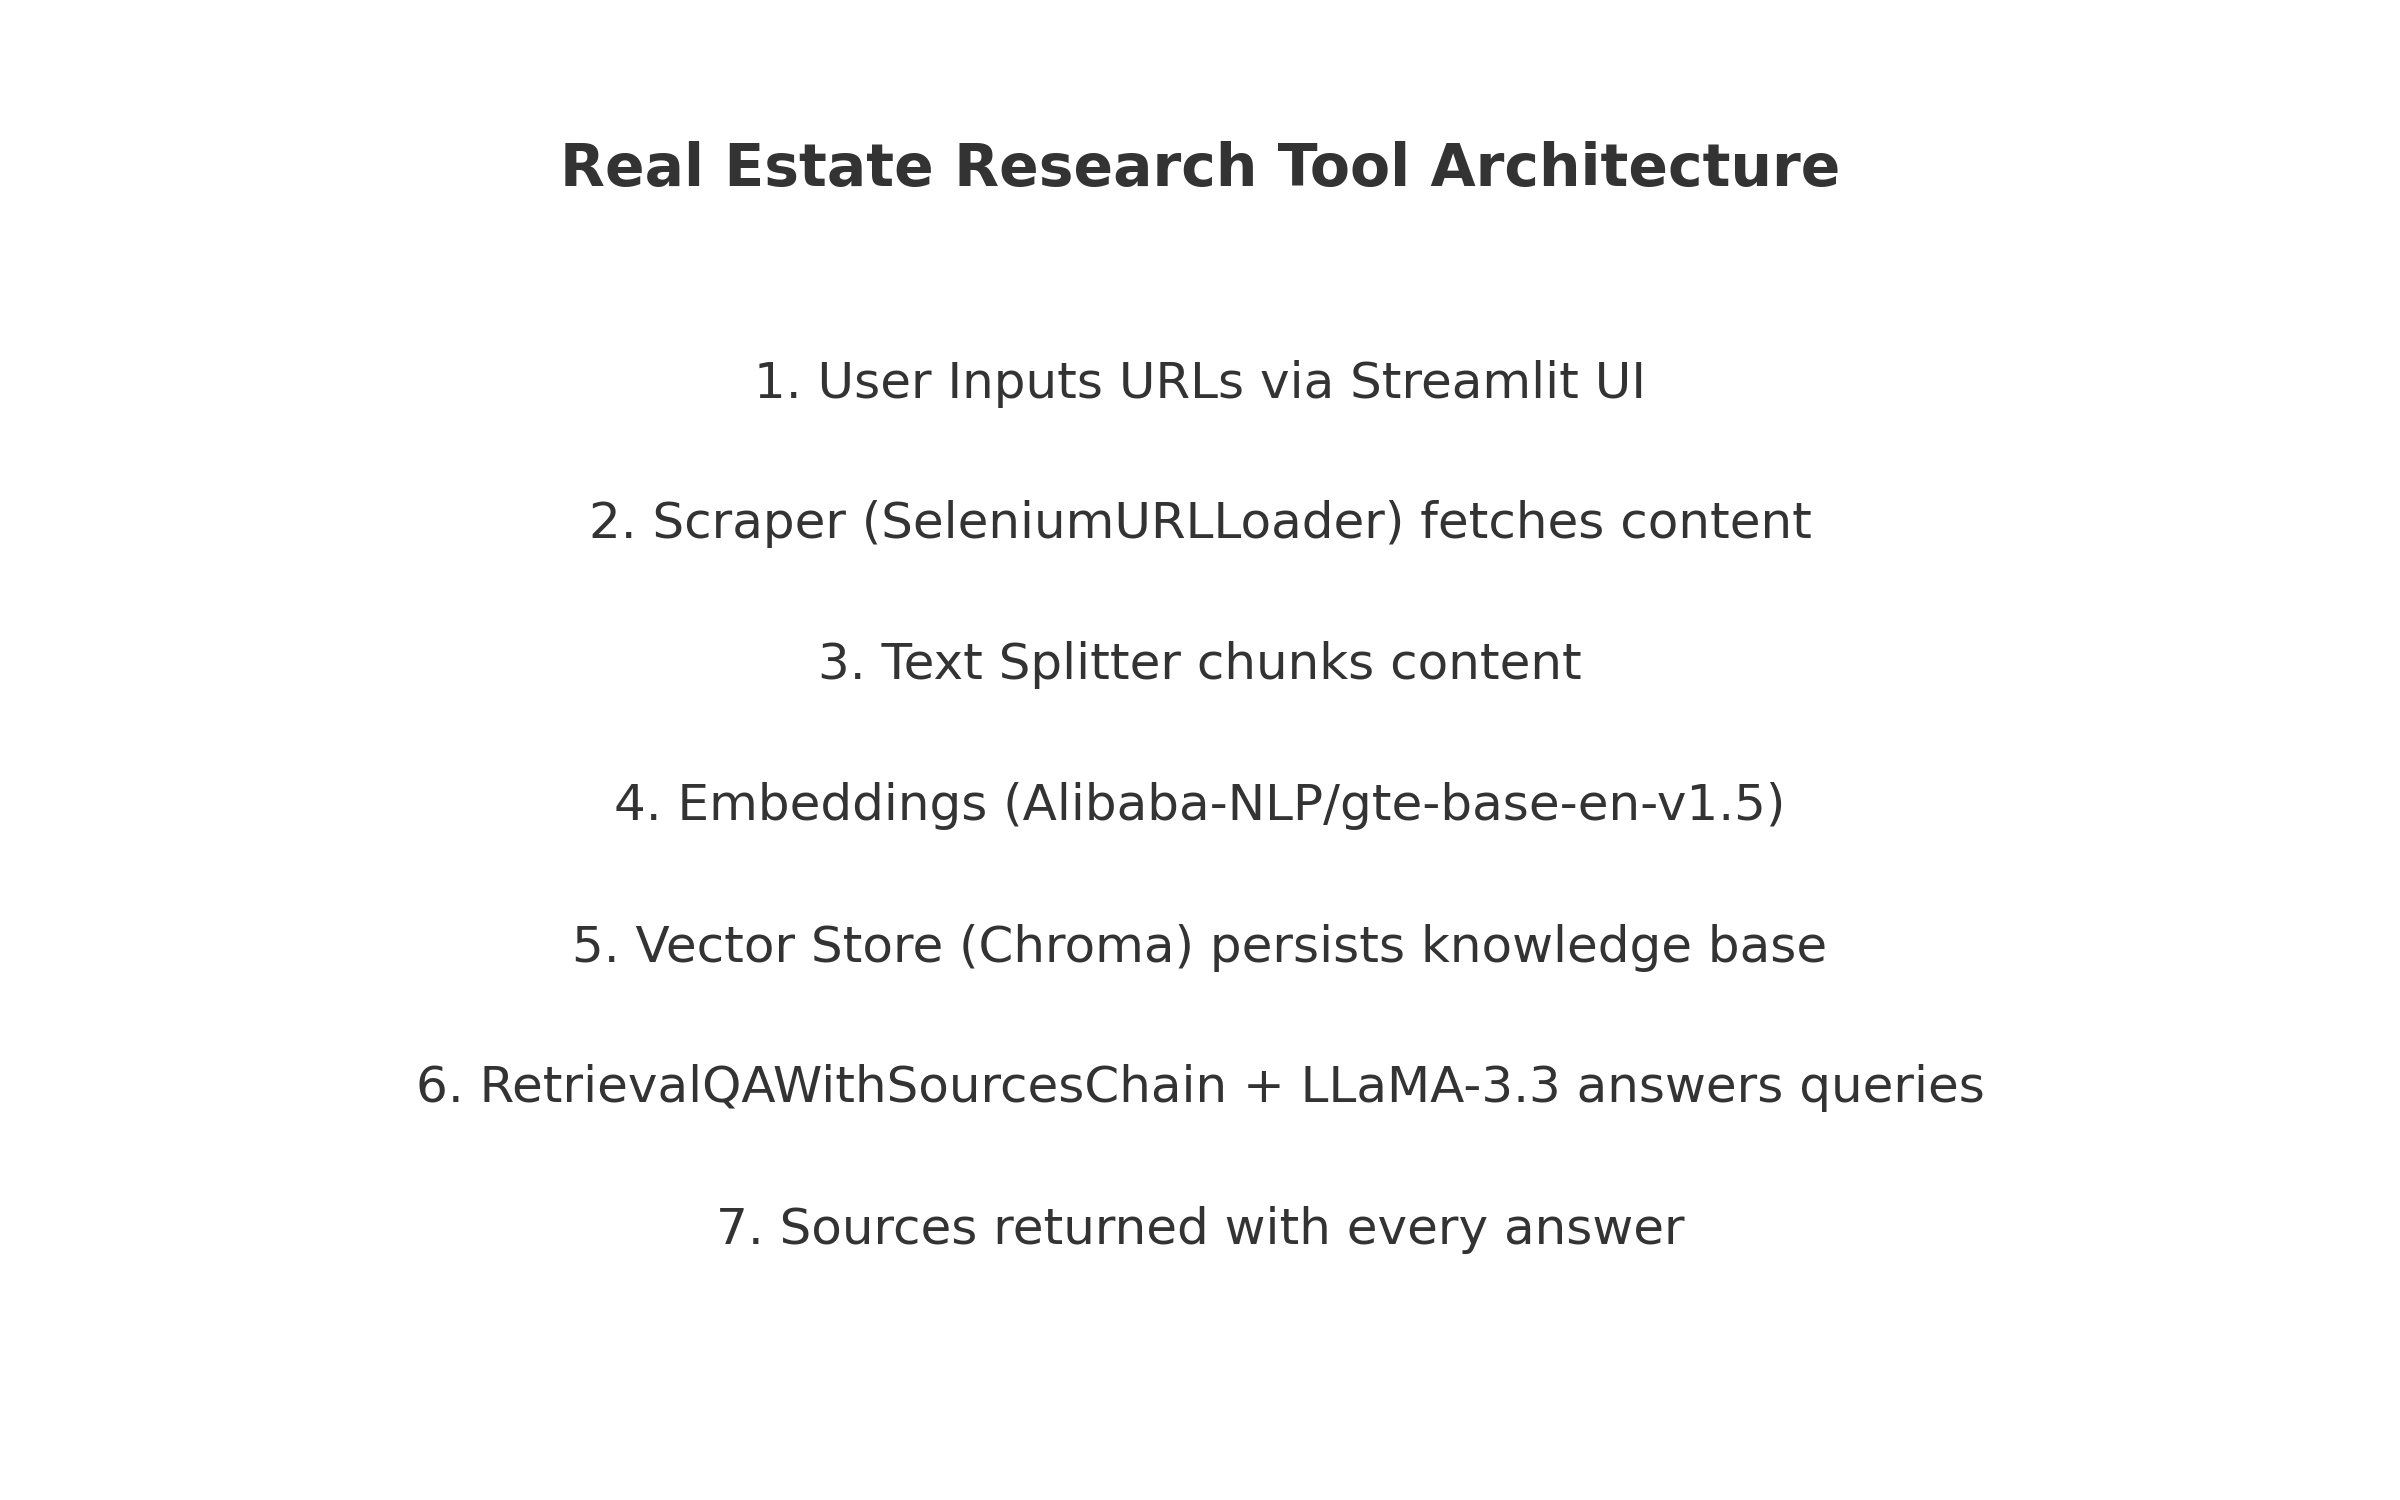 Real Estate Research Tool Architecture
1. User Inputs URLs via Streamlit UI
2. Scraper (SeleniumURLLoader) fetches content
3. Text Splitter chunks content
4. Embeddings (Alibaba-NLP/gte-base-en-v1.5)
5. Vector Store (Chroma) persists knowledge base
6. RetrievalQAWithSourcesChain + LLaMA-3.3 answers queries
7. Sources returned with every answer